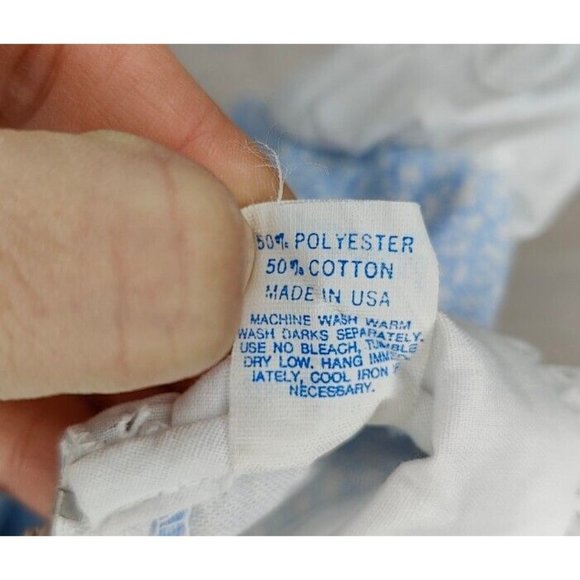 50% POLYESTER
50% COTTON
MADE IN USA
MACHINE WASH WARM
WASH DARKS SEPARATELY.
USE NO BLEACH, TUMBLE
DRY LOW. HANG
IATELY, COOL IRON
NECESSARY.